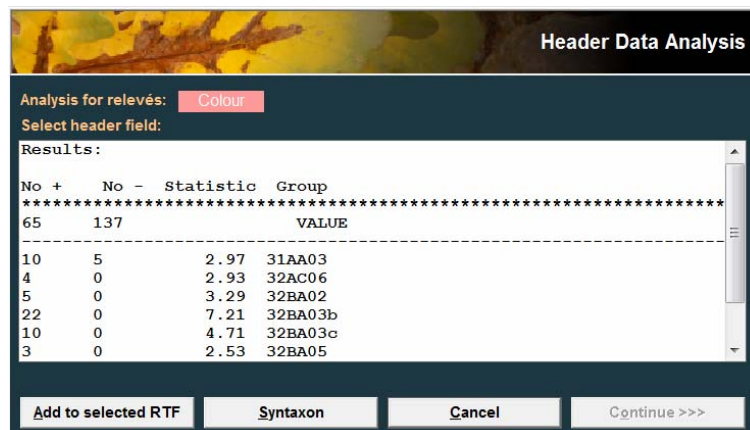 Header Data Analysis
Analysis for relevés: Colour
Select header field:
Results:
No + No - Statistic Group
*********************************************************************
65 137 VALUE
---------------------------------------------------------------------
10 5 2.97 31AA03
4 0 2.93 32AC06
5 0 3.29 32BA02
22 0 7.21 32BA03b
10 0 4.71 32BA03c
3 0 2.53 32BA05
Add to selected RTF Syntaxon Cancel Continue >>>